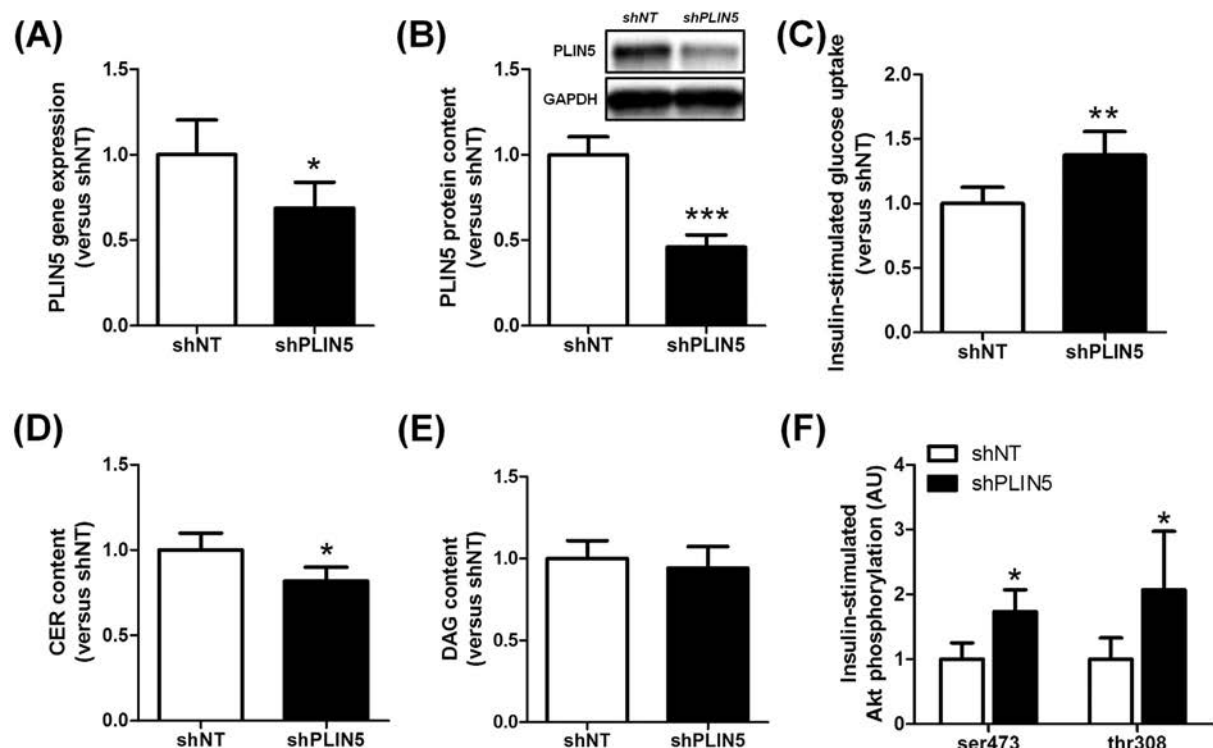 (A)
PLIN5 gene expression
(versus shNT)
1.5
1.0
0.5
0.0
shNT
shPLIN5
(B)
PLIN5 protein content
(versus shNT)
1.5
1.0
0.5
0.0
shNT
shPLIN5
PLIN5
GAPDH
***
shNT
shPLIN5
(C)
Insulin-stimulated glucose uptake
(versus shNT)
2.0
1.5
1.0
0.5
0.0
**
shNT
shPLIN5
*
(D)
CER content
(versus shNT)
1.5
1.0
0.5
0.0
*
shNT
shPLIN5
(E)
DAG content
(versus shNT)
1.5
1.0
0.5
0.0
shNT
shPLIN5
(F)
Insulin-stimulated
Akt phosphorylation (AU)
shNT
shPLIN5
4
3
2
1
0
*
*
ser473
thr308